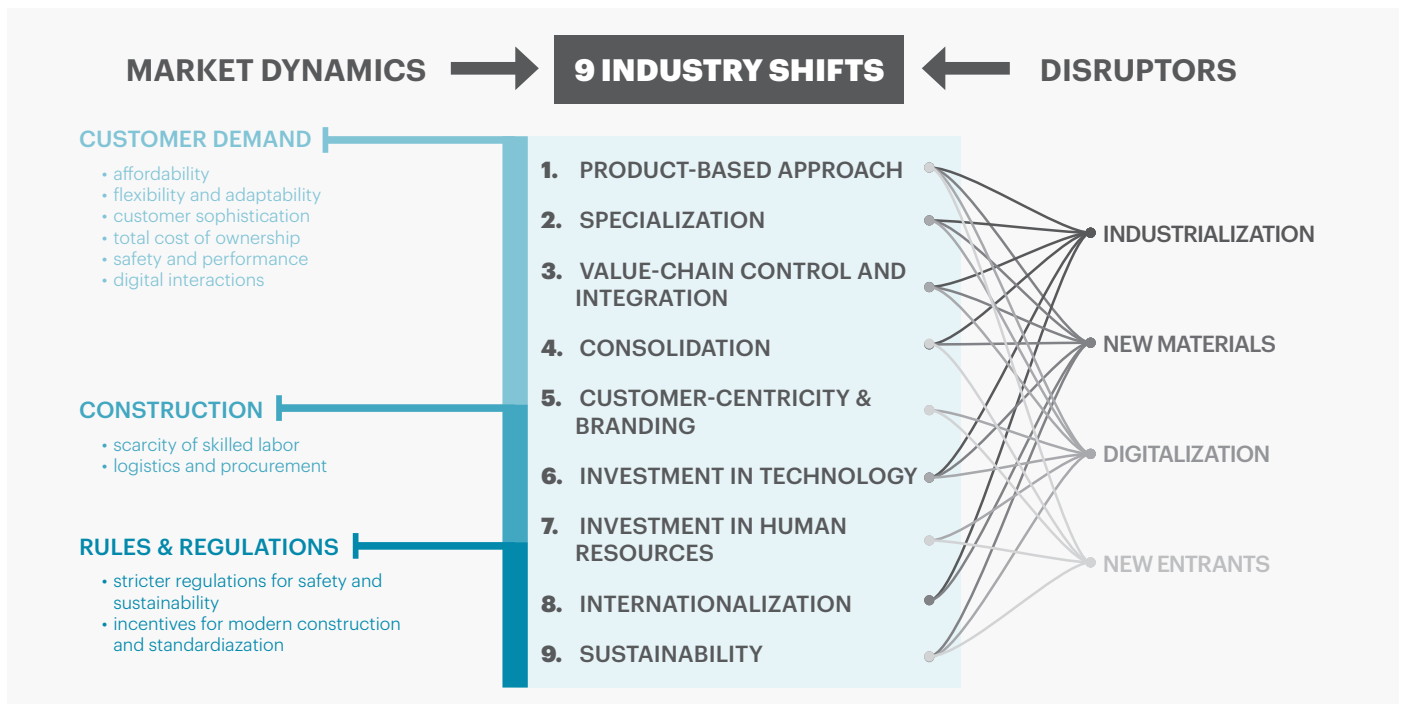 MARKET DYNAMICS
9 INDUSTRY SHIFTS
DISRUPTORS
CUSTOMER DEMAND
• affordability
• flexibility and adaptability
• customer sophistication
• total cost of ownership
• safety and performance
• digital interactions
CONSTRUCTION
• scarcity of skilled labor
• logistics and procurement
RULES & REGULATIONS
• stricter regulations for safety and
sustainability
• incentives for modern construction
and standardiazation
1. PRODUCT-BASED APPROACH
2. SPECIALIZATION
3. VALUE-CHAIN CONTROL AND
INTEGRATION
4. CONSOLIDATION
5. CUSTOMER-CENTRICITY &
BRANDING
6. INVESTMENT IN TECHNOLOGY
7. INVESTMENT IN HUMAN
RESOURCES
8. INTERNATIONALIZATION
9. SUSTAINABILITY
INDUSTRIALIZATION
NEW MATERIALS
DIGITALIZATION
NEW ENTRANTS